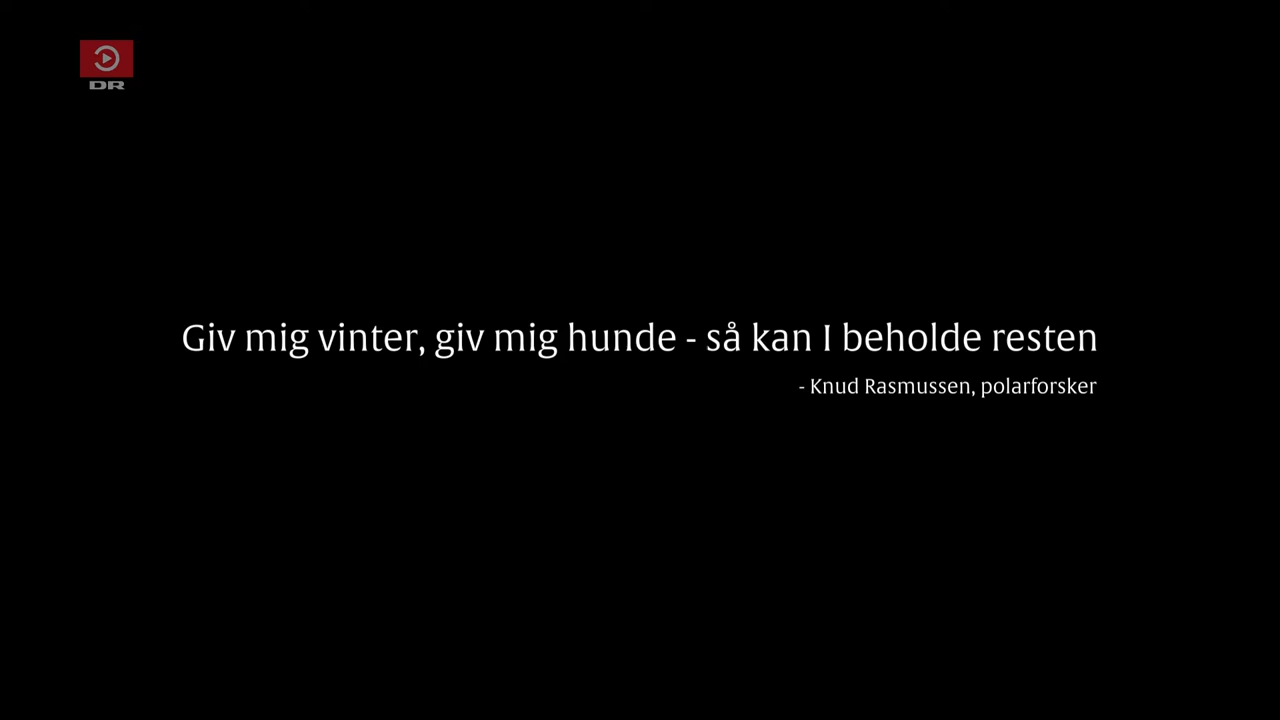 DR
Giv mig vinter, giv mig hunde - så kan I beholde resten
- Knud Rasmussen, polarforsker